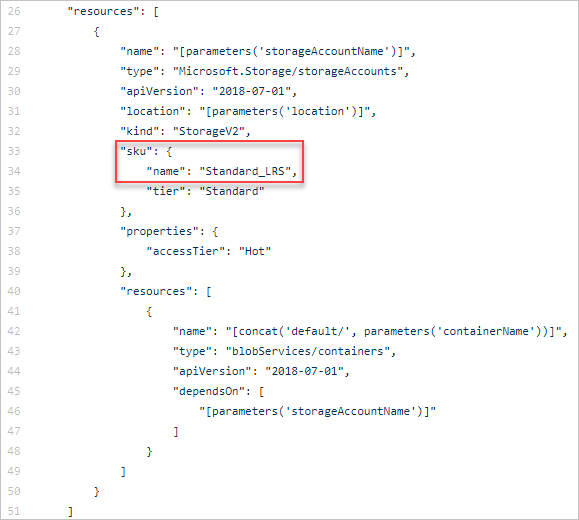 26 "resources": [
27 {
28 "name": "[parameters('storageAccountName')]",
29 "type": "Microsoft.Storage/storageAccounts",
30 "apiVersion": "2018-07-01",
31 "location": "[parameters('location')]",
32 "kind": "StorageV2",
33 "sku": {
34 "name": "Standard_LRS",
35 "tier": "Standard"
36 },
37 "properties": {
38 "accessTier": "Hot"
39 },
40 "resources": [
41 {
42 "name": "[concat('default/', parameters('containerName'))]",
43 "type": "blobServices/containers",
44 "apiVersion": "2018-07-01",
45 "dependsOn": [
46 "[parameters('storageAccountName')]"
47 ]
48 }
49 ]
50 }
51 ]